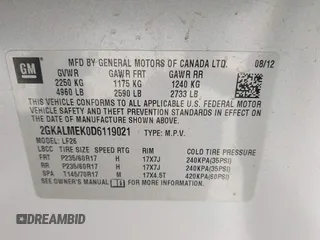 GM
MFD BY GENERAL MOTORS OF CANADA LTD. 08/12
GVWR GAWR FRT GAWR RR
2250 KG 1175 KG 1240 KG
4960 LB 2590 LB 2733 LB
THIS VEHICLE CONFORMS TO ALL APPLICABLE U.S. FEDERAL MOTOR
VEHICLE SAFETY AND THEFT PREVENTION STANDARDS IN EFFECT
ON THE DATE OF MANUFACTURE SHOWN ABOVE.
2GKALMEK0D6119021 TYPE: M.P.V.
MODEL: LF26
LBCC TIRE SIZE SPEED RTG RIM COLD TIRE PRESSURE
FRT P235/60R17 H 17X7J 240KPA(35PSI)
RR P235/60R17 H 17X7J 240KPA(35PSI)
SPA T145/70R17 M 17X4.5T 420KPA(60PSI)
SEE OWNER'S MANUAL
DREAMBID